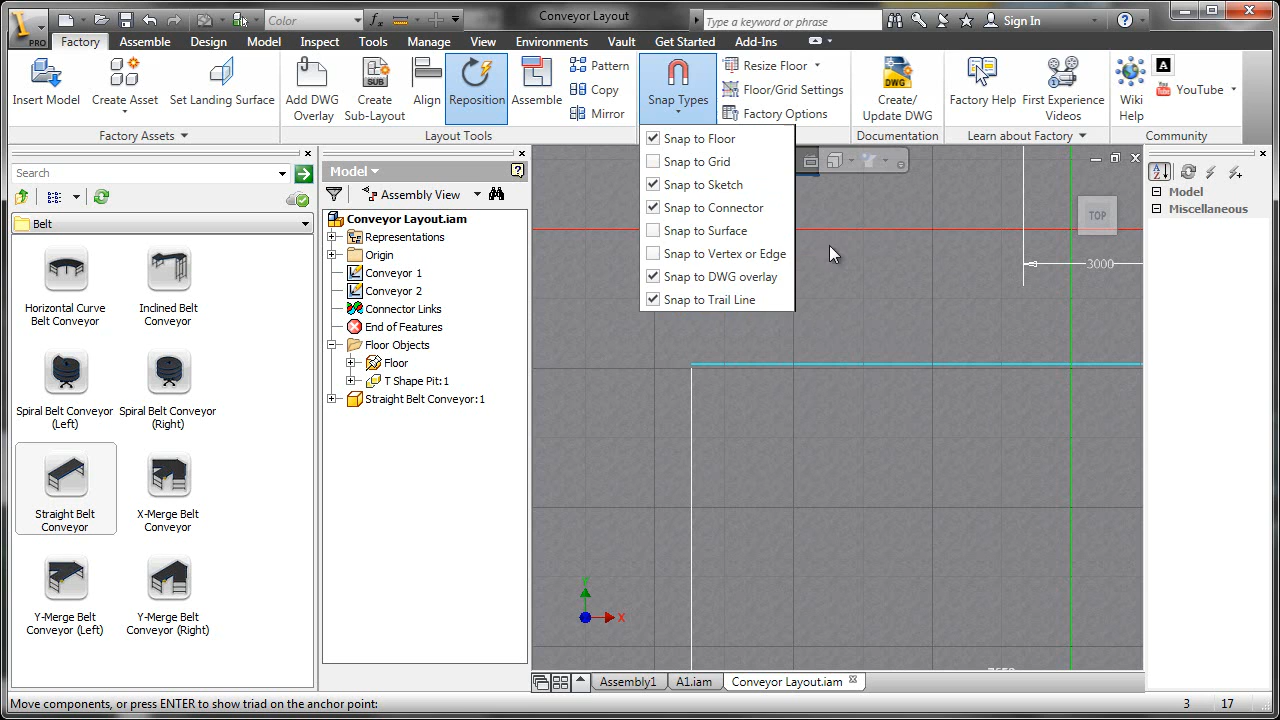 Color
Conveyor Layout
Type a keyword or phrase
Sign In
PRO
Factory
Assemble
Design
Model
Inspect
Tools
Manage
View
Environments
Vault
Get Started
Add-Ins
Insert Model
Create Asset
Set Landing Surface
Factory Assets
Add DWG Overlay
SUB
Create Sub-Layout
Align
Reposition
Assemble
Pattern
Copy
Mirror
Layout Tools
Snap Types
Resize Floor
Floor/Grid Settings
Factory Options
DWG
Create/ Update DWG
Documentation
Factory Help
First Experience Videos
Learn about Factory
Wiki Help
A
YouTube
Community
Snap to Floor
Snap to Grid
Snap to Sketch
Snap to Connector
Snap to Surface
Snap to Vertex or Edge
Snap to DWG overlay
Snap to Trail Line
Search
Belt
Horizontal Curve Belt Conveyor
Inclined Belt Conveyor
Spiral Belt Conveyor (Left)
Spiral Belt Conveyor (Right)
Straight Belt Conveyor
X-Merge Belt Conveyor
Y-Merge Belt Conveyor (Left)
Y-Merge Belt Conveyor (Right)
Model
Assembly View
Conveyor Layout.iam
Representations
Origin
Conveyor 1
Conveyor 2
Connector Links
End of Features
Floor Objects
Floor
T Shape Pit:1
Straight Belt Conveyor:1
TOP
3000
Y
X
Model
Miscellaneous
Assembly1
A1.iam
Conveyor Layout.iam
Move components, or press ENTER to show triad on the anchor point:
3
17